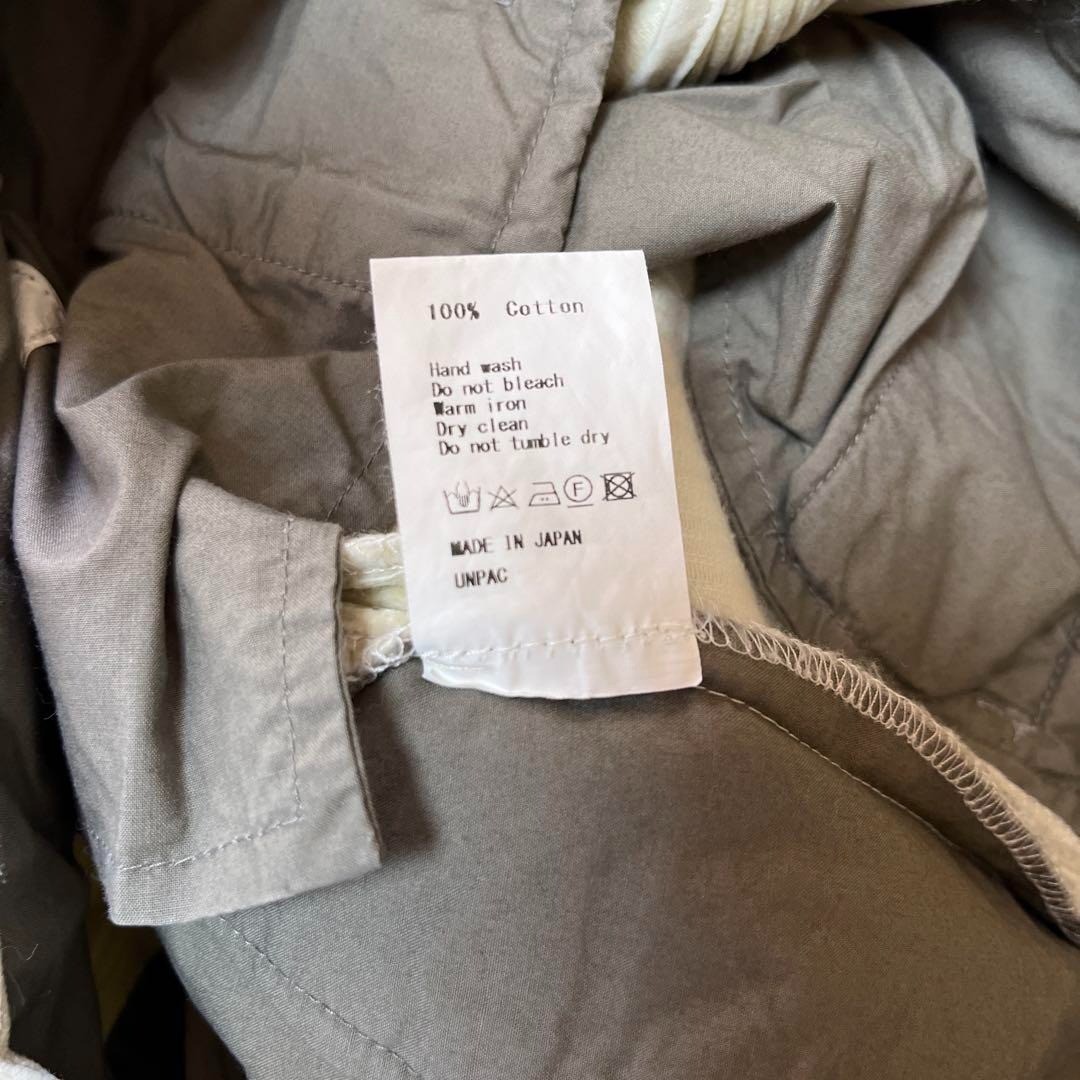 100% Cotton
Hand wash
Do not bleach
Warm iron
Dry clean
Do not tumble dry
F
MADE IN JAPAN
UNPAC